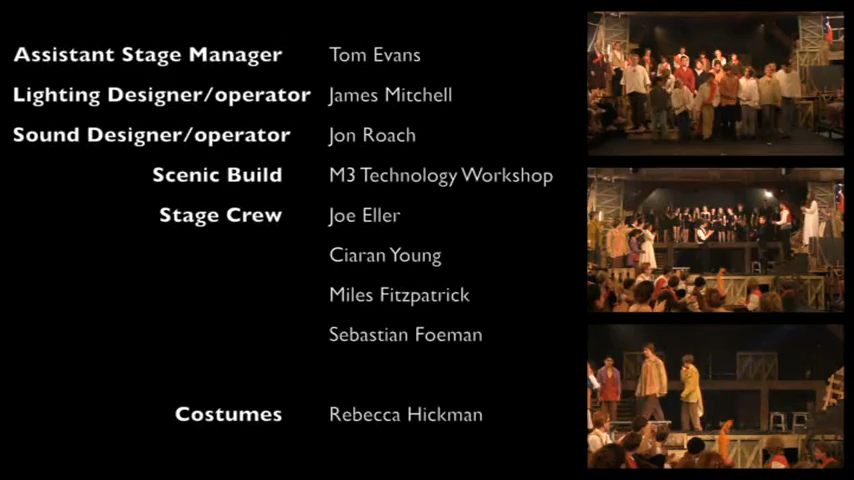 Assistant Stage Manager Tom Evans
Lighting Designer/operator James Mitchell
Sound Designer/operator Jon Roach
Scenic Build M3 Technology Workshop
Stage Crew Joe Eller
Ciaran Young
Miles Fitzpatrick
Sebastian Foeman
Costumes Rebecca Hickman